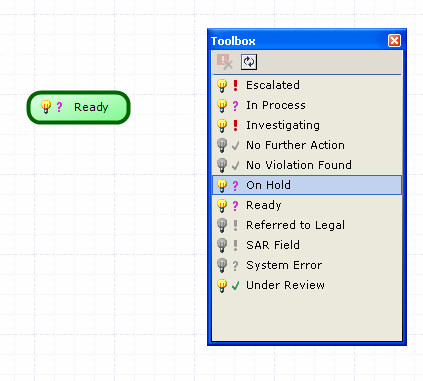 Toolbox
Escalated
In Process
Investigating
No Further Action
No Violation Found
On Hold
Ready
Referred to Legal
SAR Field
System Error
Under Review
? Ready